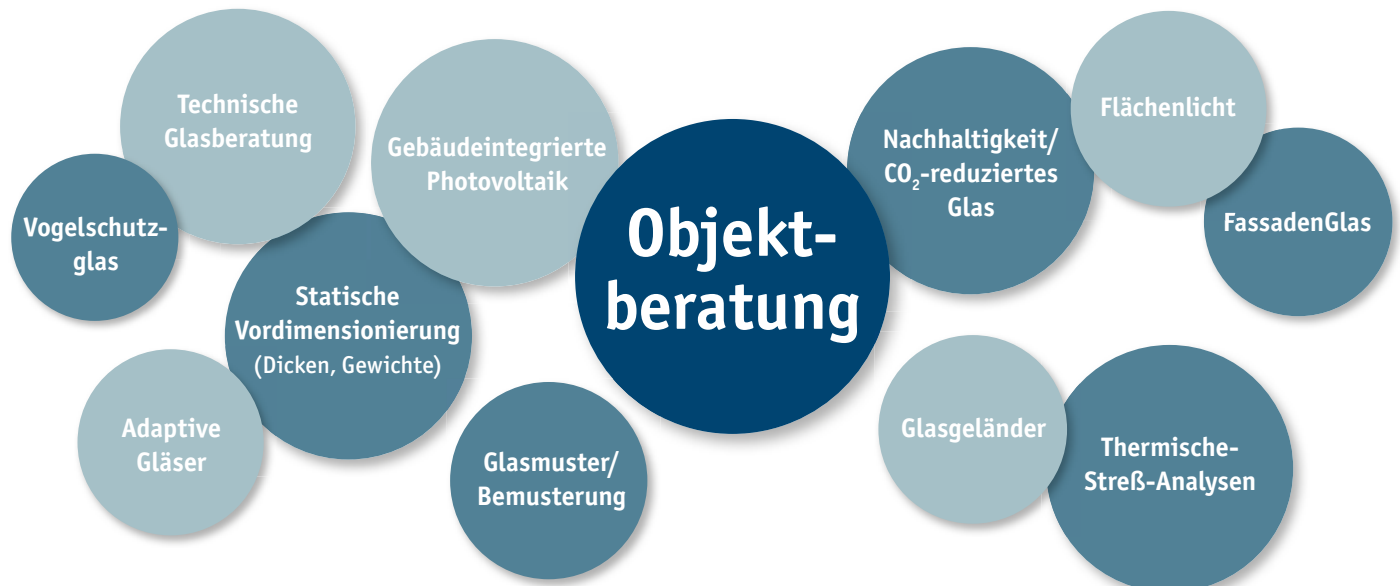 Technische
Glasberatung
Gebäudeintegrierte
Photovoltaik
Vogelschutz-
glas
Statische
Vordimensionierung
(Dicken, Gewichte)
Adaptive
Gläser
Glasmuster/
Bemusterung
Objekt-
beratung
Nachhaltigkeit/
CO₂-reduziertes
Glas
Flächenlicht
FassadenGlas
Glasgeländer
Thermische-
Streß-Analysen